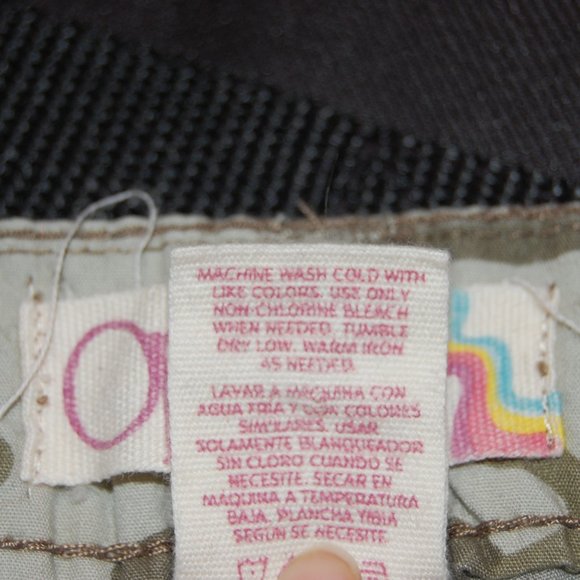 MACHINE WASH COLD WITH
LIKE COLORS. USE ONLY
NON-CHLORINE BLEACH
WHEN NEEDED. TUMBLE
DRY LOW. WARM IRON
AS NEEDED.
LAVAR A MAQUINA CON
AGUA FRIA Y CON COLORES
SIMILARES. USAR
SOLAMENTE BLANQUEADOR
SIN CLORO CUANDO SE
NECESITE. SECAR EN
MAQUINA A TEMPERATURA
BAJA. PLANCHA TIBIA
SEGUN SE NECESITE